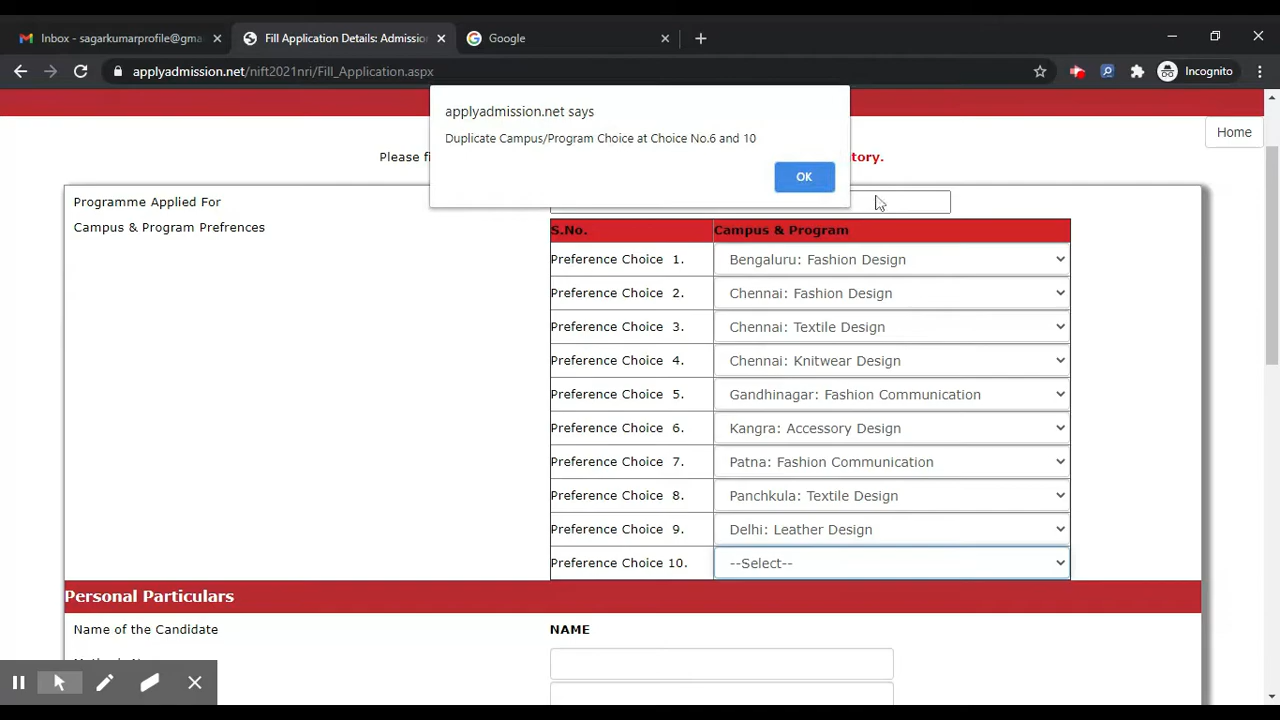 Inbox - sagarkumarprofile@gm
Fill Application Details: Admissio
Google
applyadmission.net/nift2021nri/Fill_Application.aspx
Incognito
applyadmission.net says
Duplicate Campus/Program Choice at Choice No.6 and 10
OK
Home
Please fi
tory.
Programme Applied For
Campus & Program Prefrences
S.No. Campus & Program
Preference Choice 1. Bengaluru: Fashion Design
Preference Choice 2. Chennai: Fashion Design
Preference Choice 3. Chennai: Textile Design
Preference Choice 4. Chennai: Knitwear Design
Preference Choice 5. Gandhinagar: Fashion Communication
Preference Choice 6. Kangra: Accessory Design
Preference Choice 7. Patna: Fashion Communication
Preference Choice 8. Panchkula: Textile Design
Preference Choice 9. Delhi: Leather Design
Preference Choice 10. --Select--
Personal Particulars
Name of the Candidate NAME